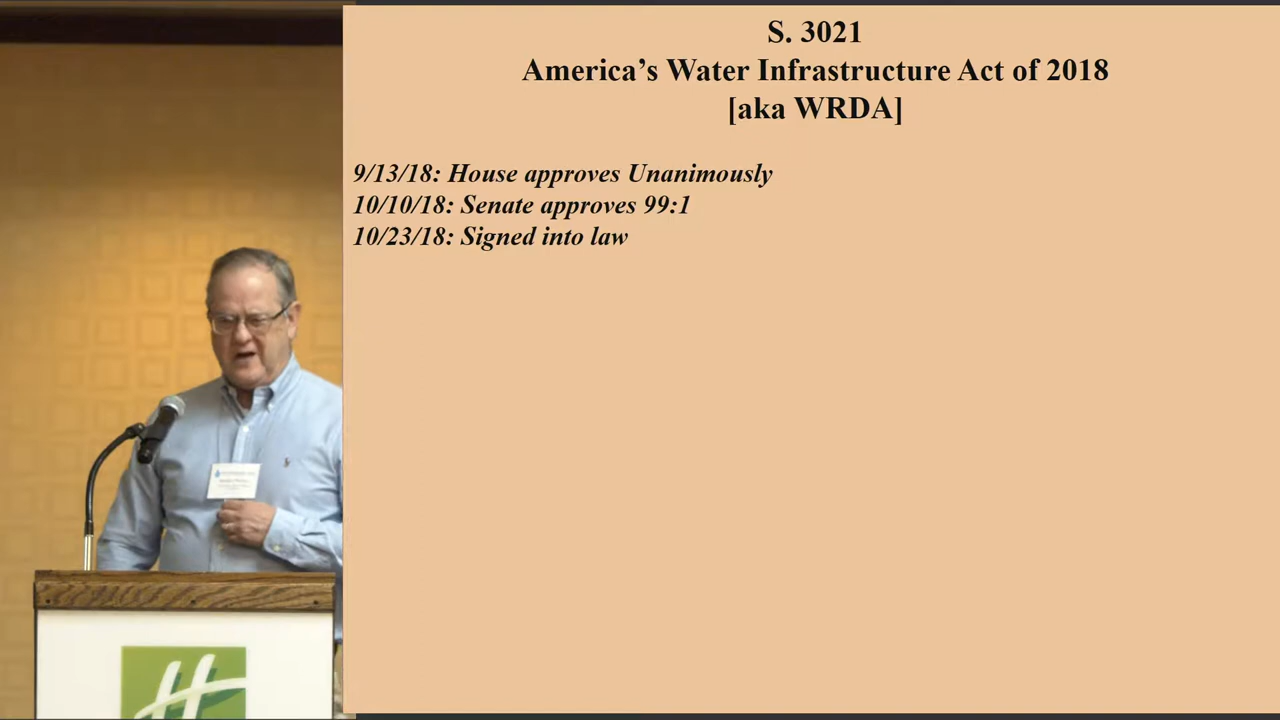 S. 3021
America’s Water Infrastructure Act of 2018
[aka WRDA]
9/13/18: House approves Unanimously
10/10/18: Senate approves 99:1
10/23/18: Signed into law